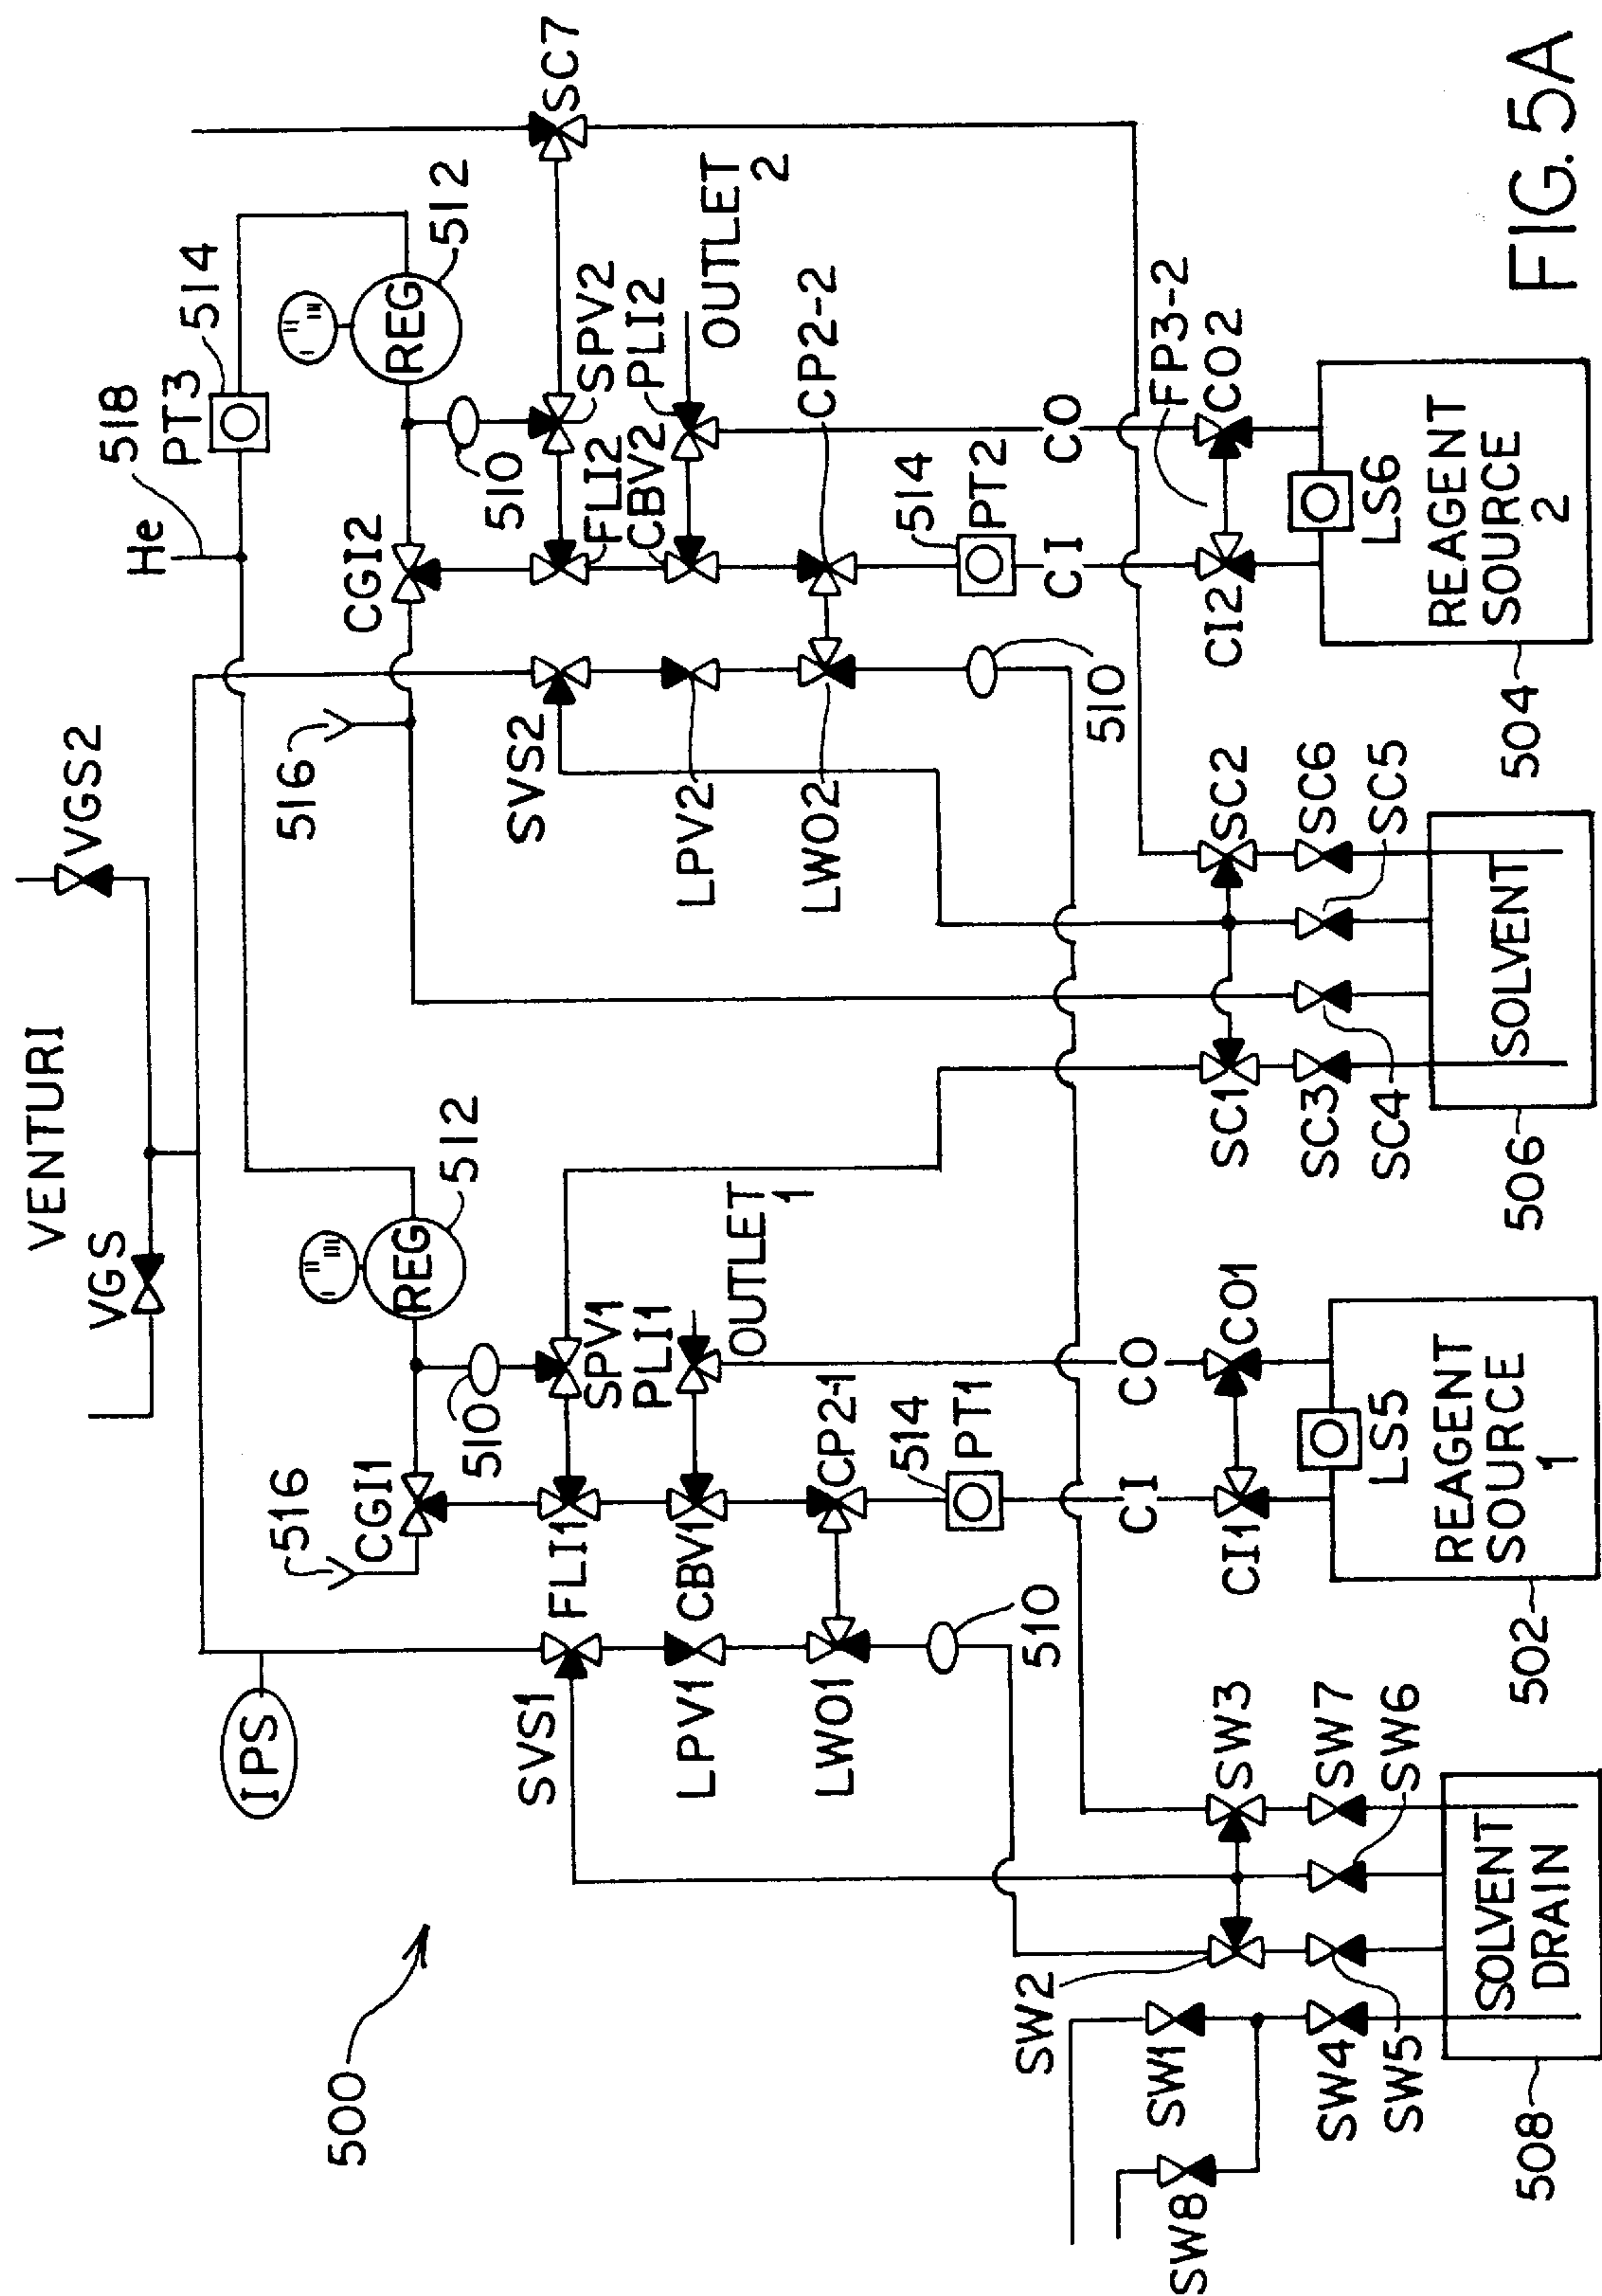 VENTURI
VGS
VGS2
He
518
PT3
514
512
REG
516
CGI1
REG
512
510
IPS
500
516
CGI2
510
SC7
SVS1
FLI1
SPV1
PLI1
OUTLET
1
SVS2
FLI2
CBV2
SPV2
PLI2
OUTLET
2
LPV1
CBV1
LPV2
LWO1
CP2-1
LWO2
CP2-2
510
514
PT1
510
514
PT2
CI
CO
CI
CO
FP3-2
SW8
SW1
SW2
SW3
CI1
CO1
SC1
SC2
CI2
CO2
SW4
SW5
SW7
SW6
SC3
SC4
SC6
SC5
LS5
LS6
508
SOLVENT
DRAIN
502
REAGENT
SOURCE
1
506
SOLVENT
504
REAGENT
SOURCE
2
FIG. 5A